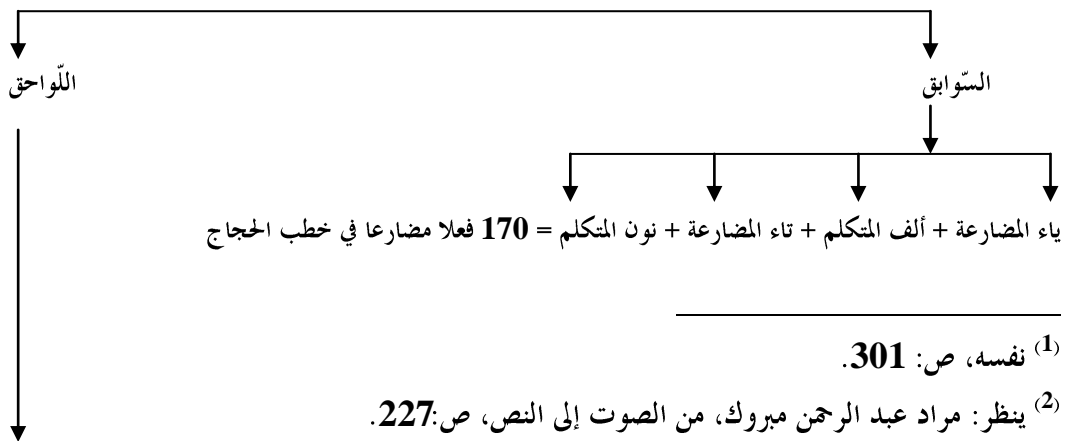 السّوابق
اللّواحق
ياء المضارعة + ألف المتكلم + تاء المضارعة + نون المتكلم = 170 فعلا مضارعا في خطب الحجاج
(1) نفسه، ص: 301.
(2) ينظر: مراد عبد الرحمن مبروك، من الصوت إلى النص، ص:227.